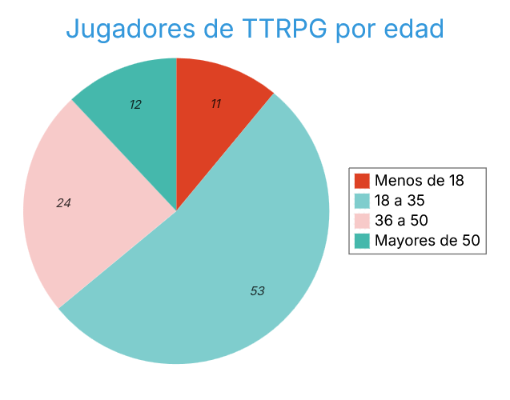 Jugadores de TTRPG por edad
12
11
24
53
Menos de 18
18 a 35
36 a 50
Mayores de 50